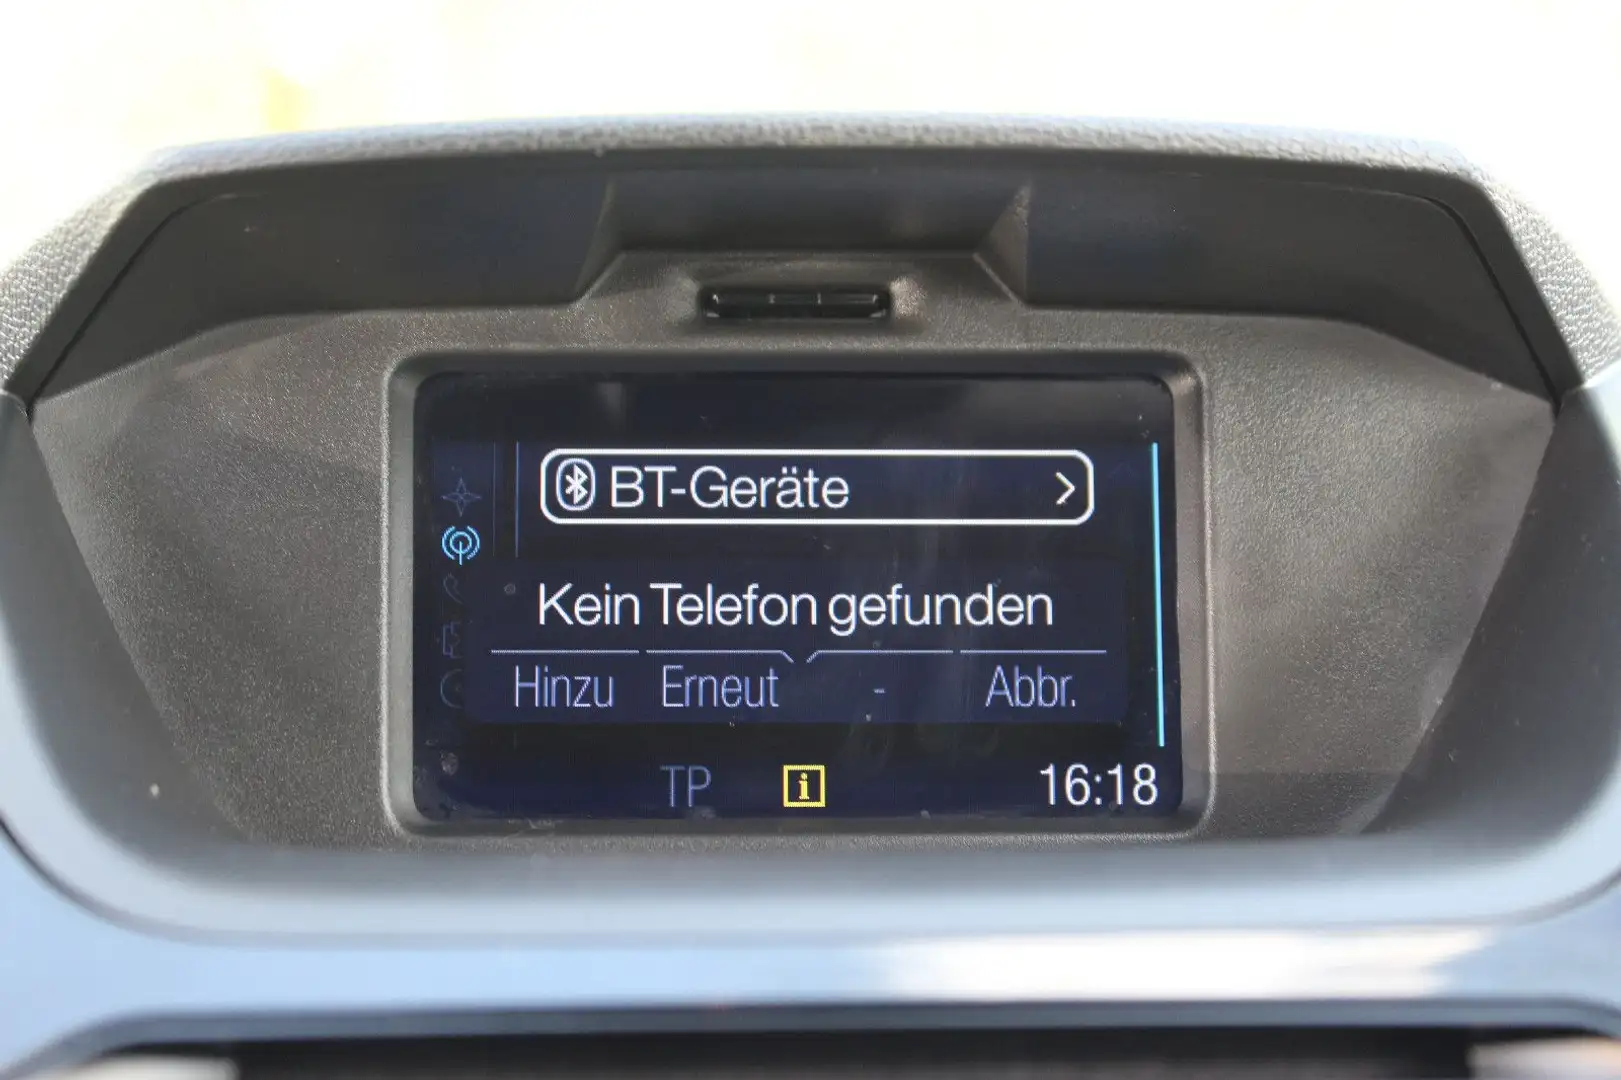 BT-Geräte
Kein Telefon gefunden
Hinzu Erneut - Abbr.
TP i 16:18